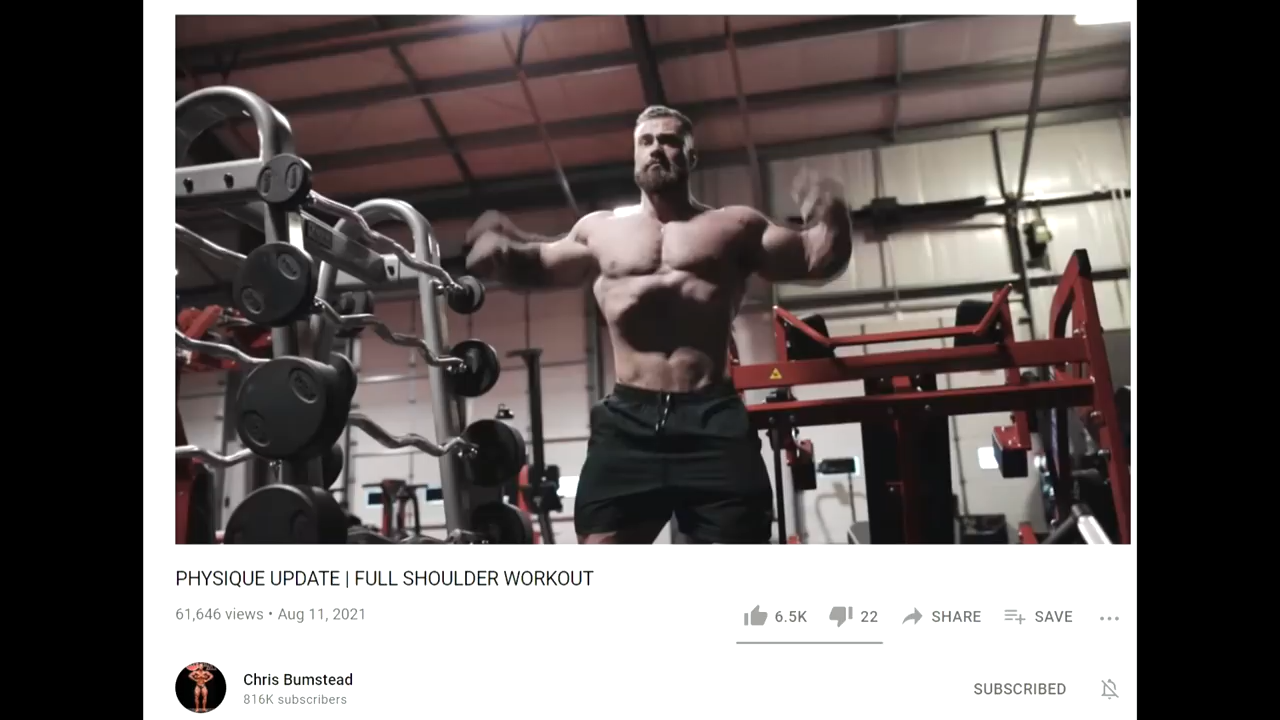 PHYSIQUE UPDATE | FULL SHOULDER WORKOUT
61,646 views • Aug 11, 2021
6.5K 22 SHARE SAVE
Chris Bumstead
816K subscribers
SUBSCRIBED